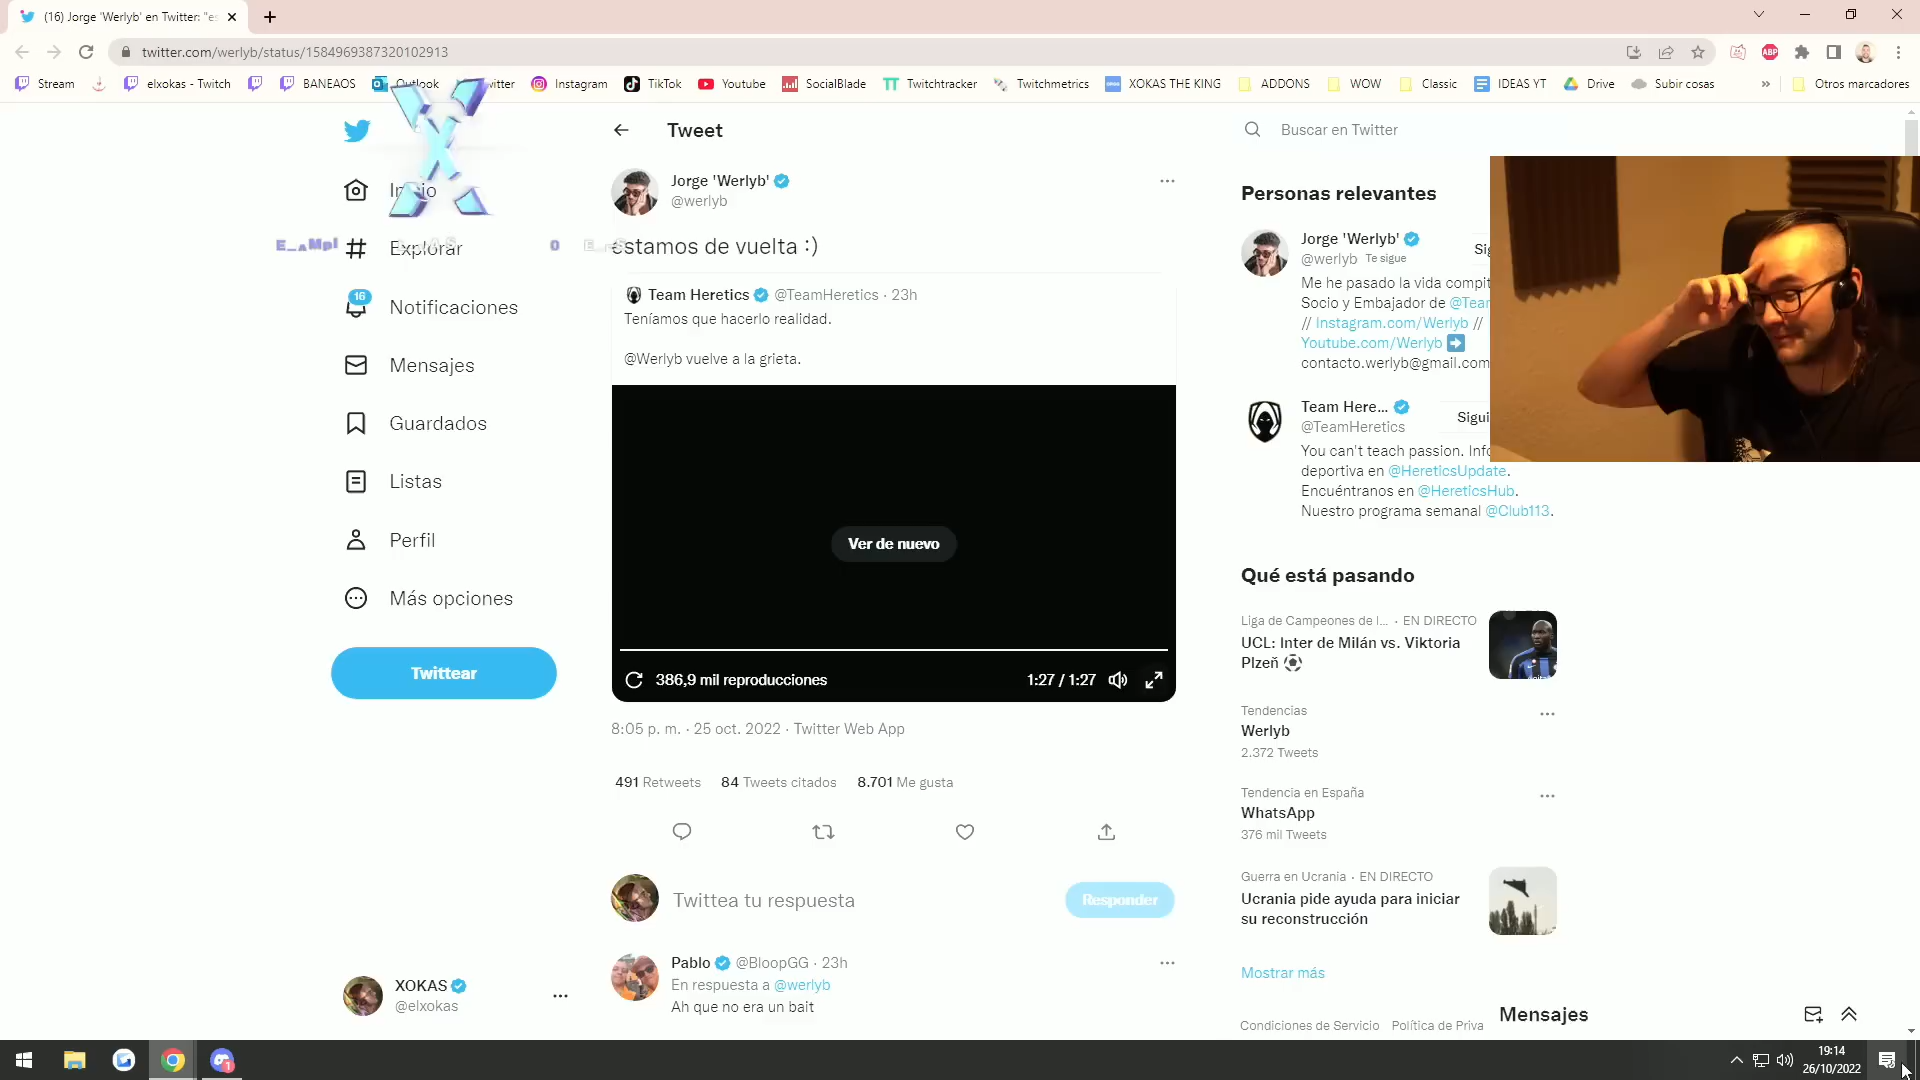 (16) Jorge 'Werlyb' en Twitter: "es
twitter.com/werlyb/status/1584969387320102913
Stream
elxokas - Twitch
BANEAOS
Outlook
Instagram
TikTok
Youtube
SocialBlade
Twitchtracker
Twitchmetrics
XOKAS THE KING
ADDONS
WOW
Classic
IDEAS YT
Drive
Subir cosas
Otros marcadores
Inicio
Explorar
16
Notificaciones
Mensajes
Guardados
Listas
Perfil
Más opciones
Twittear
XOKAS
@elxokas
Tweet
Jorge 'Werlyb'
@werlyb
estamos de vuelta :)
Team Heretics @TeamHeretics · 23h
Teníamos que hacerlo realidad.
@Werlyb vuelve a la grieta.
Ver de nuevo
386,9 mil reproducciones
1:27 / 1:27
8:05 p. m. · 25 oct. 2022 · Twitter Web App
491 Retweets 84 Tweets citados 8.701 Me gusta
Twittea tu respuesta
Responder
Pablo @BloopGG · 23h
En respuesta a @werlyb
Ah que no era un bait
Buscar en Twitter
Personas relevantes
Jorge 'Werlyb'
@werlyb Te sigue
Me he pasado la vida compit
Socio y Embajador de @Tear
// Instagram.com/Werlyb //
Youtube.com/Werlyb
contacto.werlyb@gmail.com
Team Here...
Sigui
@TeamHeretics
You can't teach passion. Info
deportiva en @HereticsUpdate.
Encuéntranos en @HereticsHub.
Nuestro programa semanal @Club113.
Qué está pasando
Liga de Campeones de l... · EN DIRECTO
UCL: Inter de Milán vs. Viktoria
Plzeň
Tendencias
Werlyb
2.372 Tweets
Tendencia en España
WhatsApp
376 mil Tweets
Guerra en Ucrania · EN DIRECTO
Ucrania pide ayuda para iniciar
su reconstrucción
Mostrar más
Condiciones de Servicio Política de Priva
Mensajes
19:14
26/10/2022